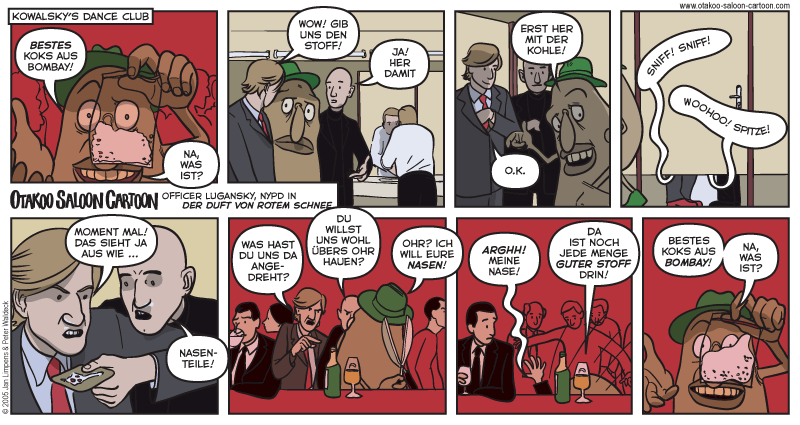 www.otakoo-saloon-cartoon.com
KOWALSKY'S DANCE CLUB
BESTES
KOKS AUS
BOMBAY!
NA,
WAS
IST?
WOW! GIB
UNS DEN
STOFF!
JA!
HER
DAMIT
ERST HER
MIT DER
KOHLE!
O.K.
SNIFF! SNIFF!
WOOHOO! SPITZE!
OTAKOO SALOON CARTOON
OFFICER LUGANSKY, NYPD IN
DER DUFT VON ROTEM SCHNEE
MOMENT MAL!
DAS SIEHT JA
AUS WIE ...
NASEN-
TEILE!
WAS HAST
DU UNS DA
ANGE-
DREHT?
DU
WILLST
UNS WOHL
ÜBERS OHR
HAUEN?
OHR? ICH
WILL EURE
NASEN!
ARGHH!
MEINE
NASE!
DA
IST NOCH
JEDE MENGE
GUTER STOFF
DRIN!
BESTES
KOKS AUS
BOMBAY!
NA,
WAS
IST?
© 2005 Jan Limpens & Peter Waldeck